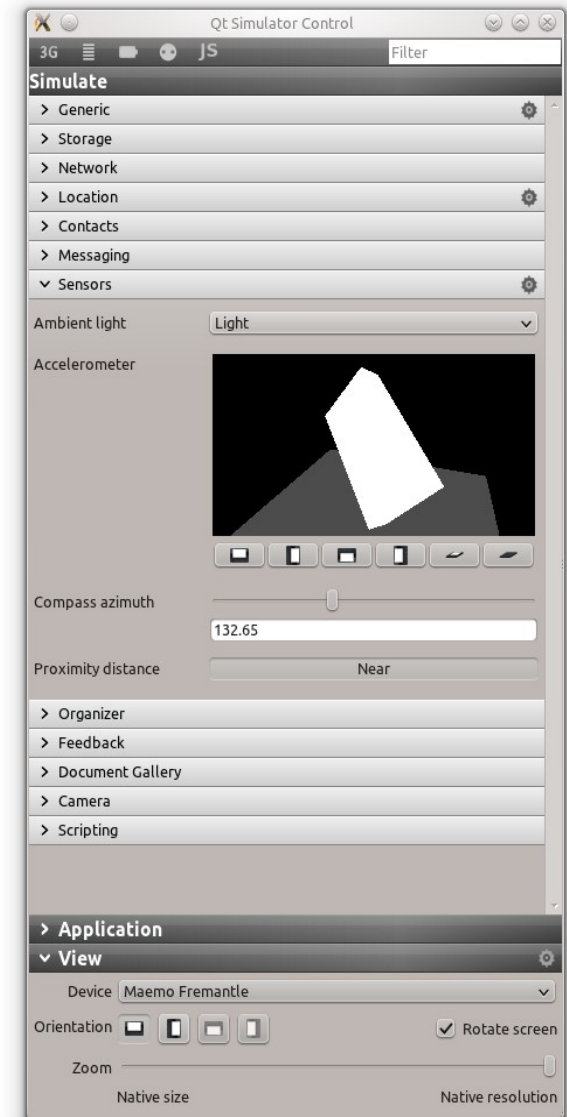 Qt Simulator Control
3G JS Filter
Simulate
Generic
Storage
Network
Location
Contacts
Messaging
Sensors
Ambient light Light
Accelerometer
Compass azimuth
132.65
Proximity distance Near
Organizer
Feedback
Document Gallery
Camera
Scripting
Application
View
Device Maemo Fremantle
Orientation Rotate screen
Zoom
Native size Native resolution